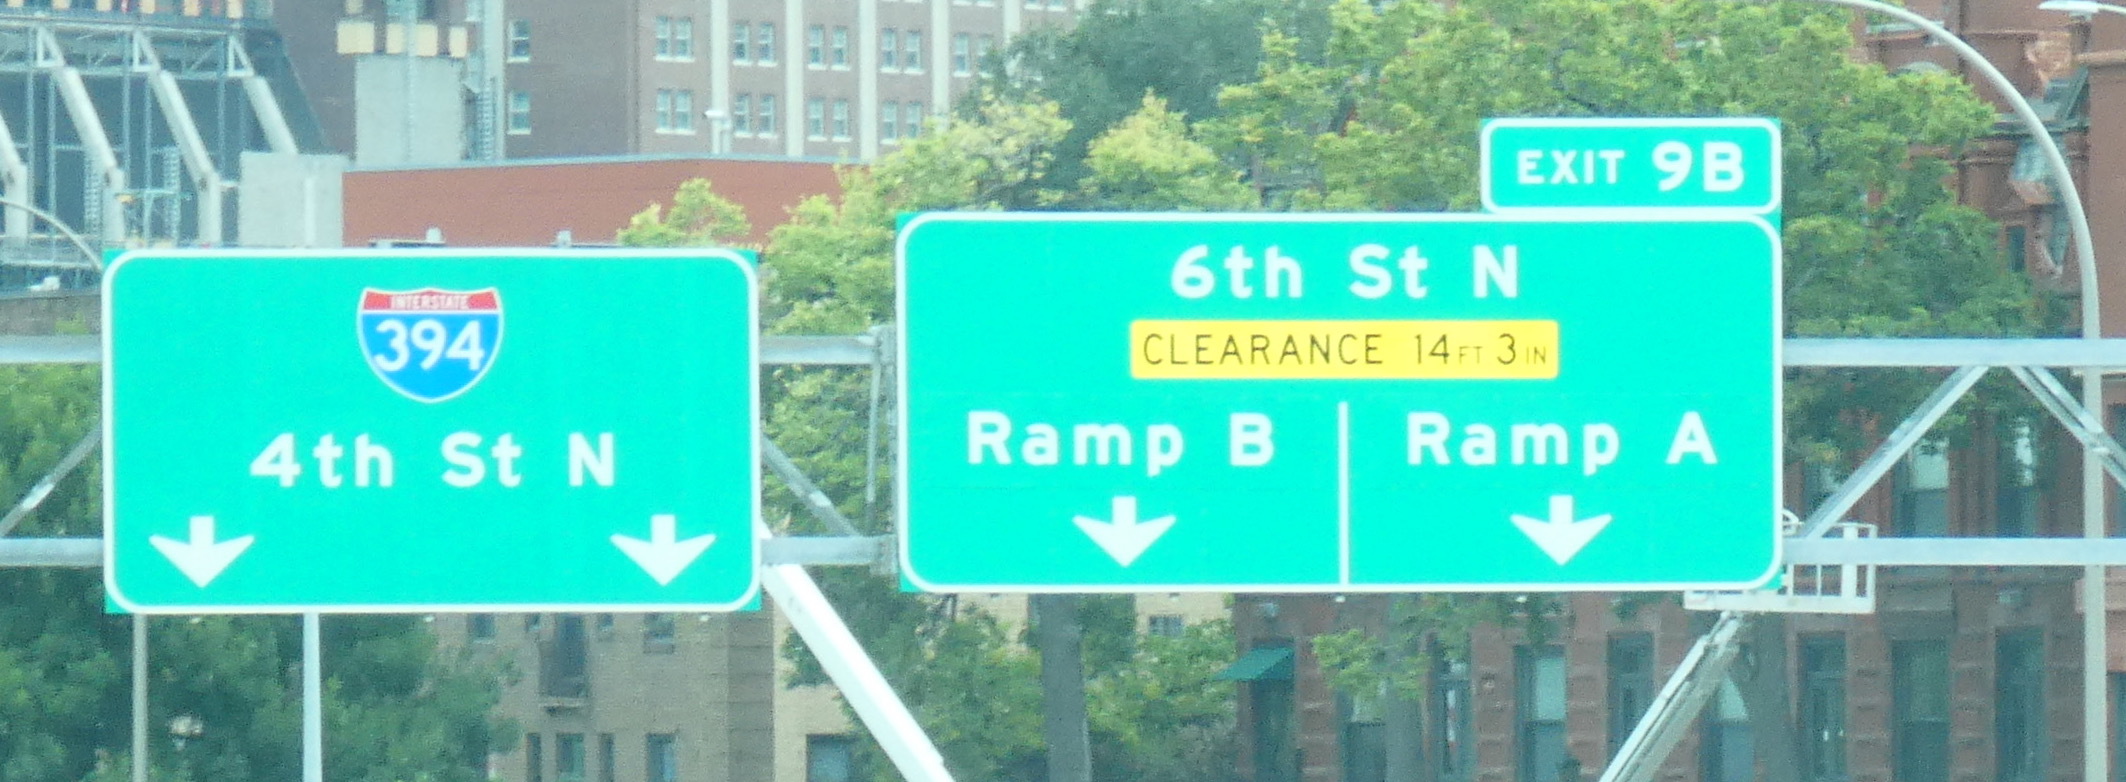 INTERSTATE
394
4th St N
EXIT 9B
6th St N
CLEARANCE 14 FT 3 IN
Ramp B
Ramp A